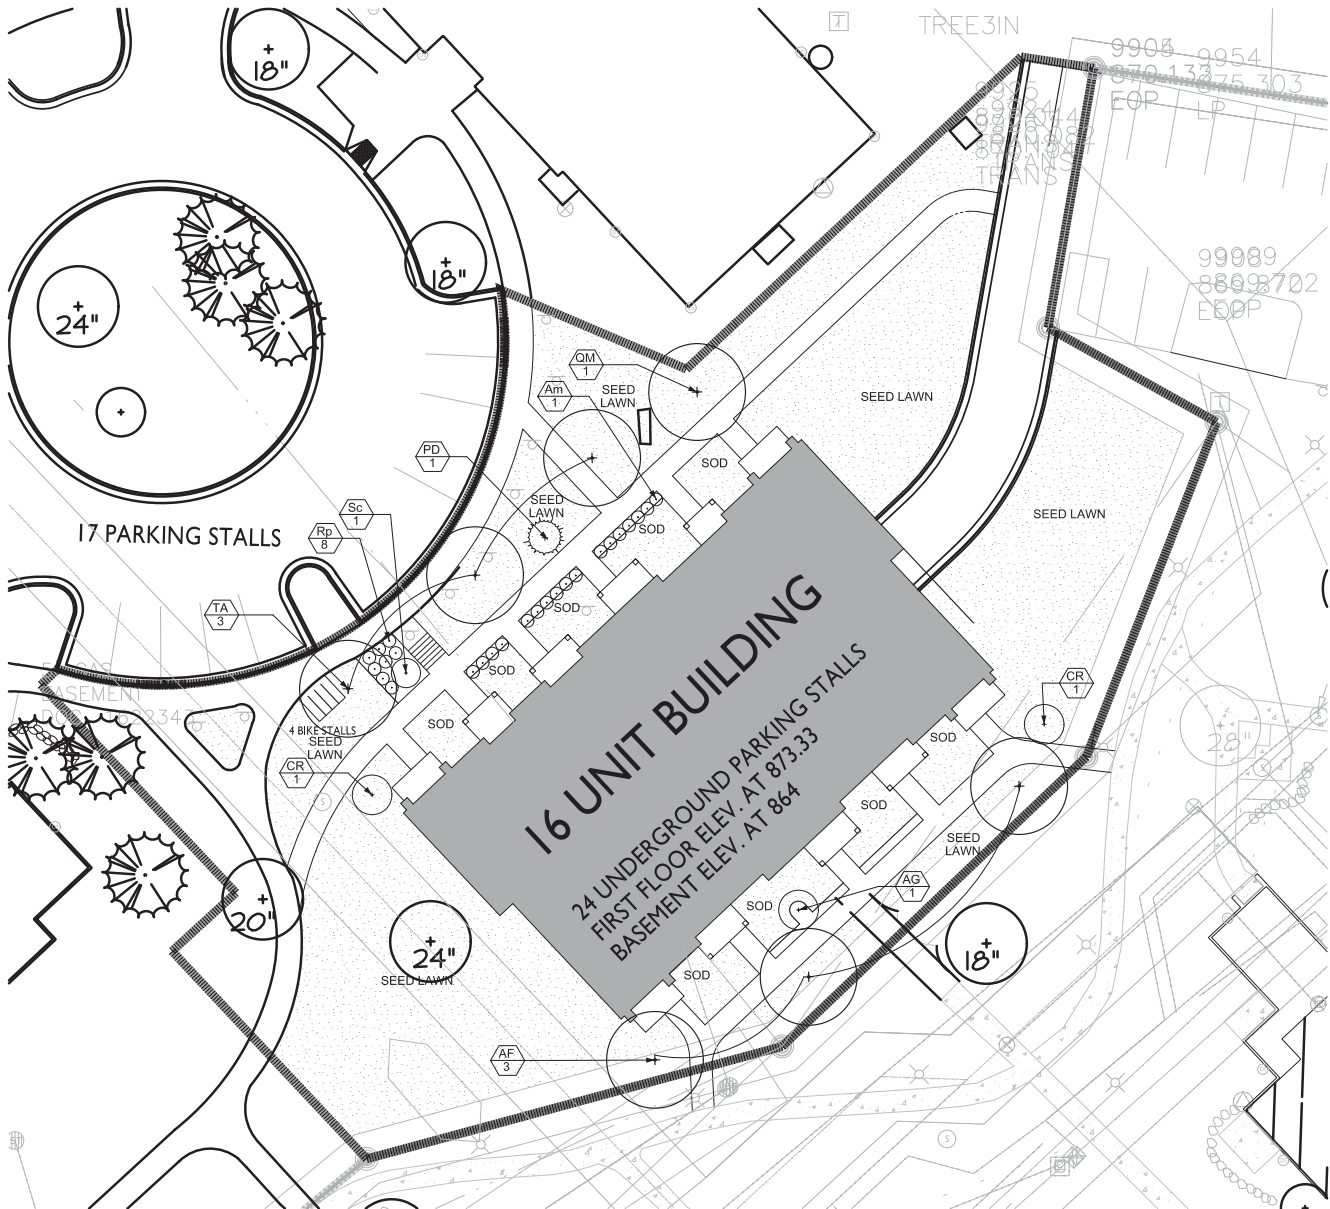 TREE3IN
9954
EOP
LP
TRANS
18"
18"
24"
QM
1
Am
1
SEED
LAWN
SEED LAWN
PD
1
SOD
SEED
LAWN
SEED LAWN
Sc
1
Rp
8
SOD
17 PARKING STALLS
TA
3
SOD
SOD
SOD
4 BIKE STALLS
SEED
LAWN
CR
1
16 UNIT BUILDING
24 UNDERGROUND PARKING STALLS
FIRST FLOOR ELEV. AT 873.33
BASEMENT ELEV. AT 864
CR
1
SOD
28"
SOD
SEED
LAWN
AG
1
SOD
SOD
20"
24"
SEED LAWN
18"
AF
3
S
S